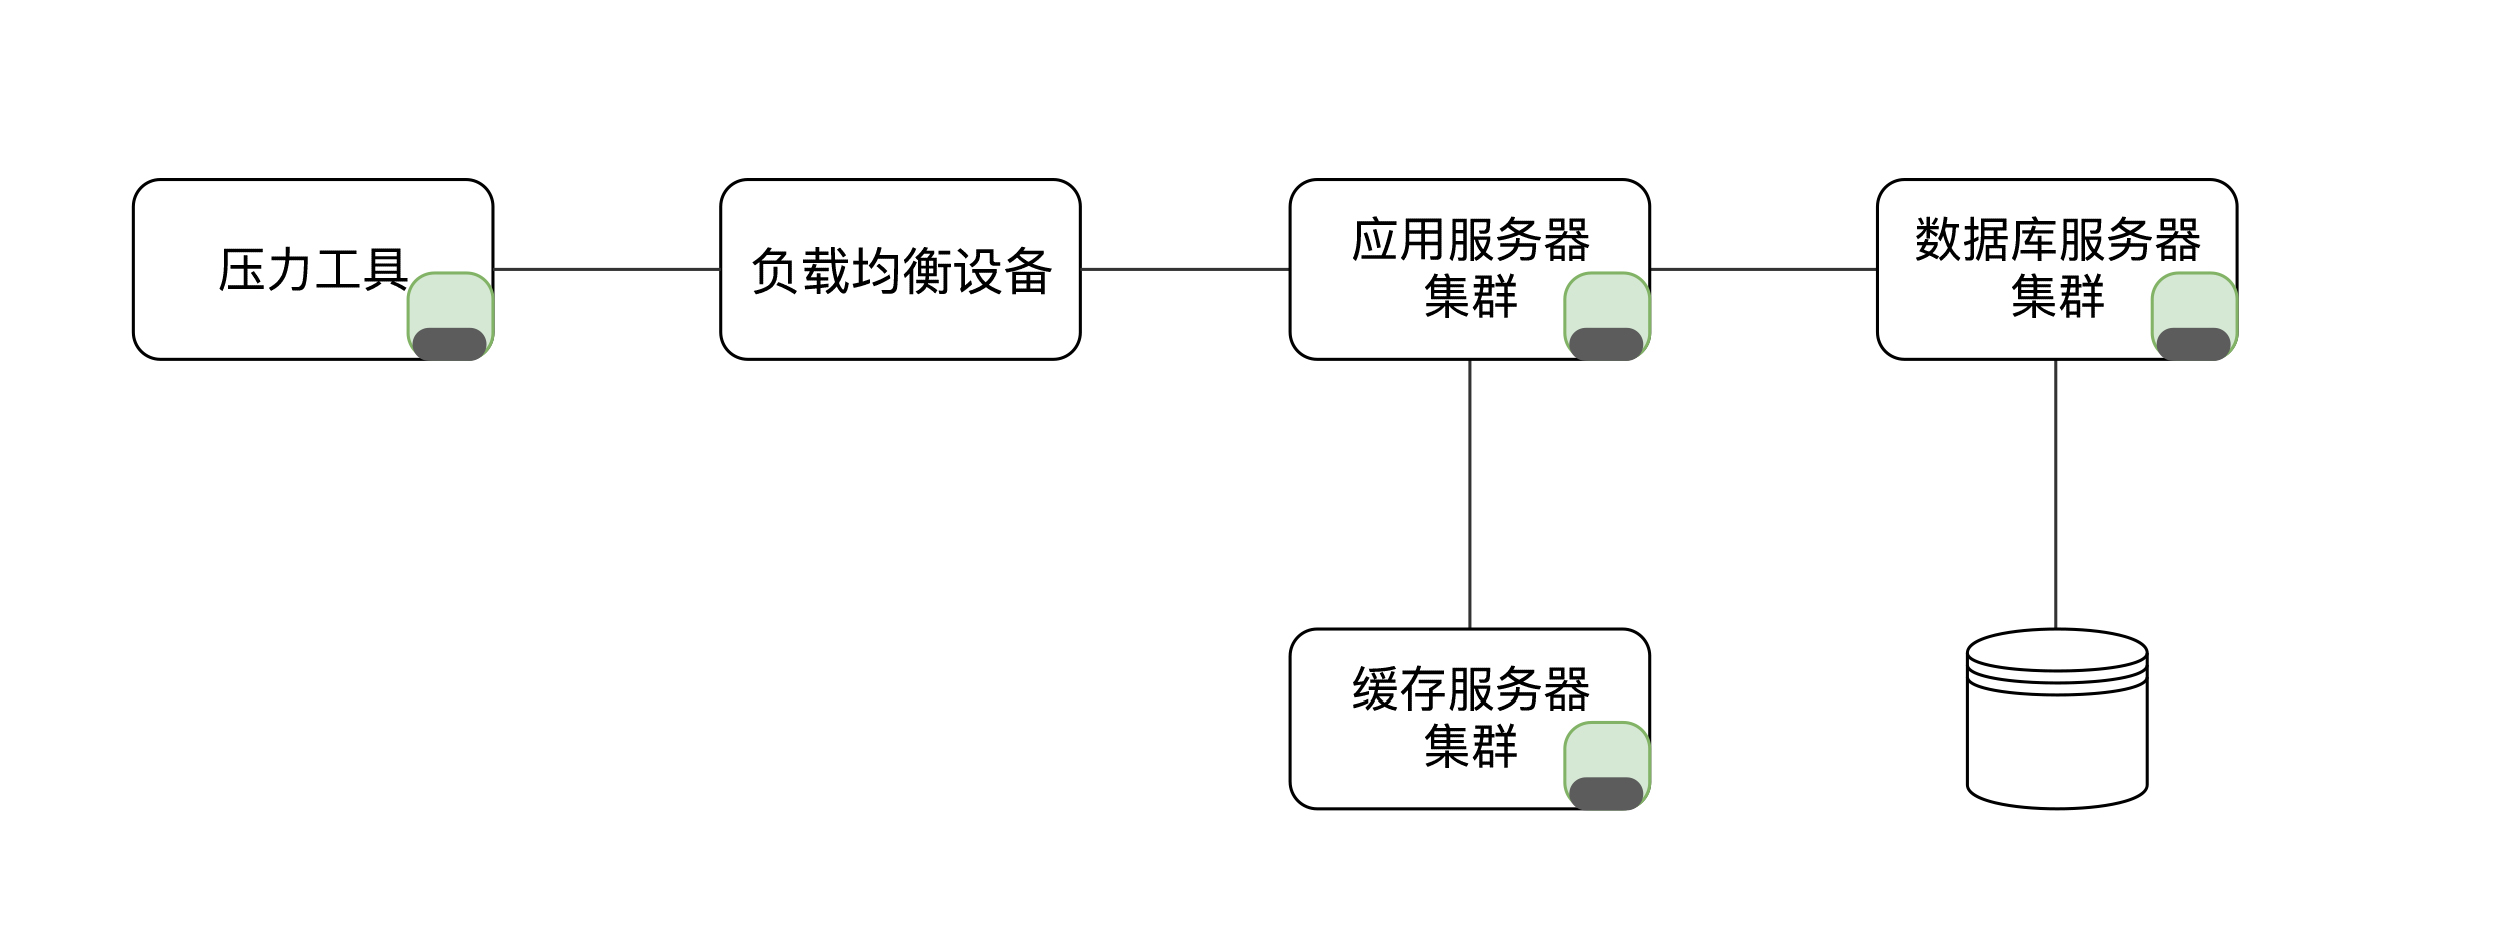 压力工具
负载均衡设备
应用服务器
集群
数据库服务器
集群
缓存服务器
集群